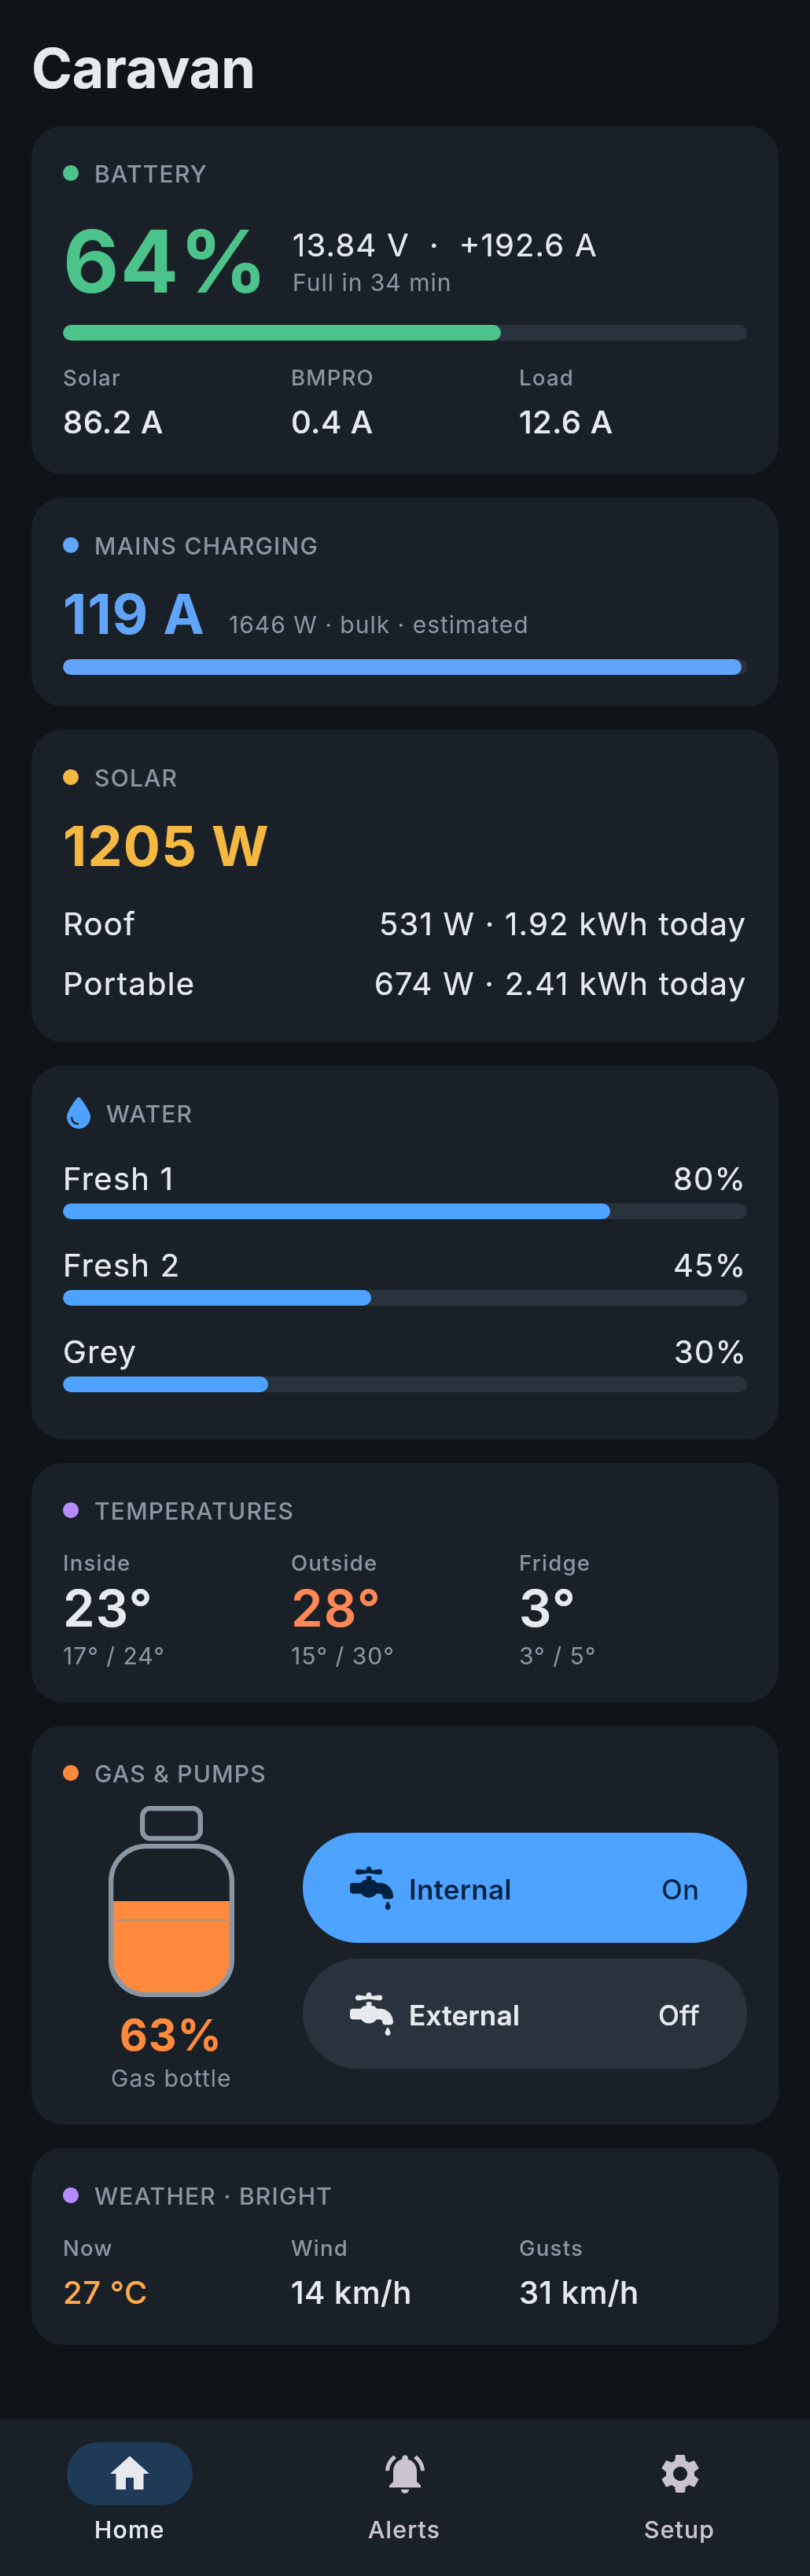 Caravan
BATTERY
64%
13.84 V · +192.6 A
Full in 34 min
Solar BMPRO Load
86.2 A 0.4 A 12.6 A
MAINS CHARGING
119 A 1646 W · bulk · estimated
SOLAR
1205 W
Roof 531 W · 1.92 kWh today
Portable 674 W · 2.41 kWh today
WATER
Fresh 1 80%
Fresh 2 45%
Grey 30%
TEMPERATURES
Inside Outside Fridge
23° 28° 3°
17° / 24° 15° / 30° 3° / 5°
GAS & PUMPS
Internal On
External Off
63%
Gas bottle
WEATHER · BRIGHT
Now Wind Gusts
27 °C 14 km/h 31 km/h
Home Alerts Setup